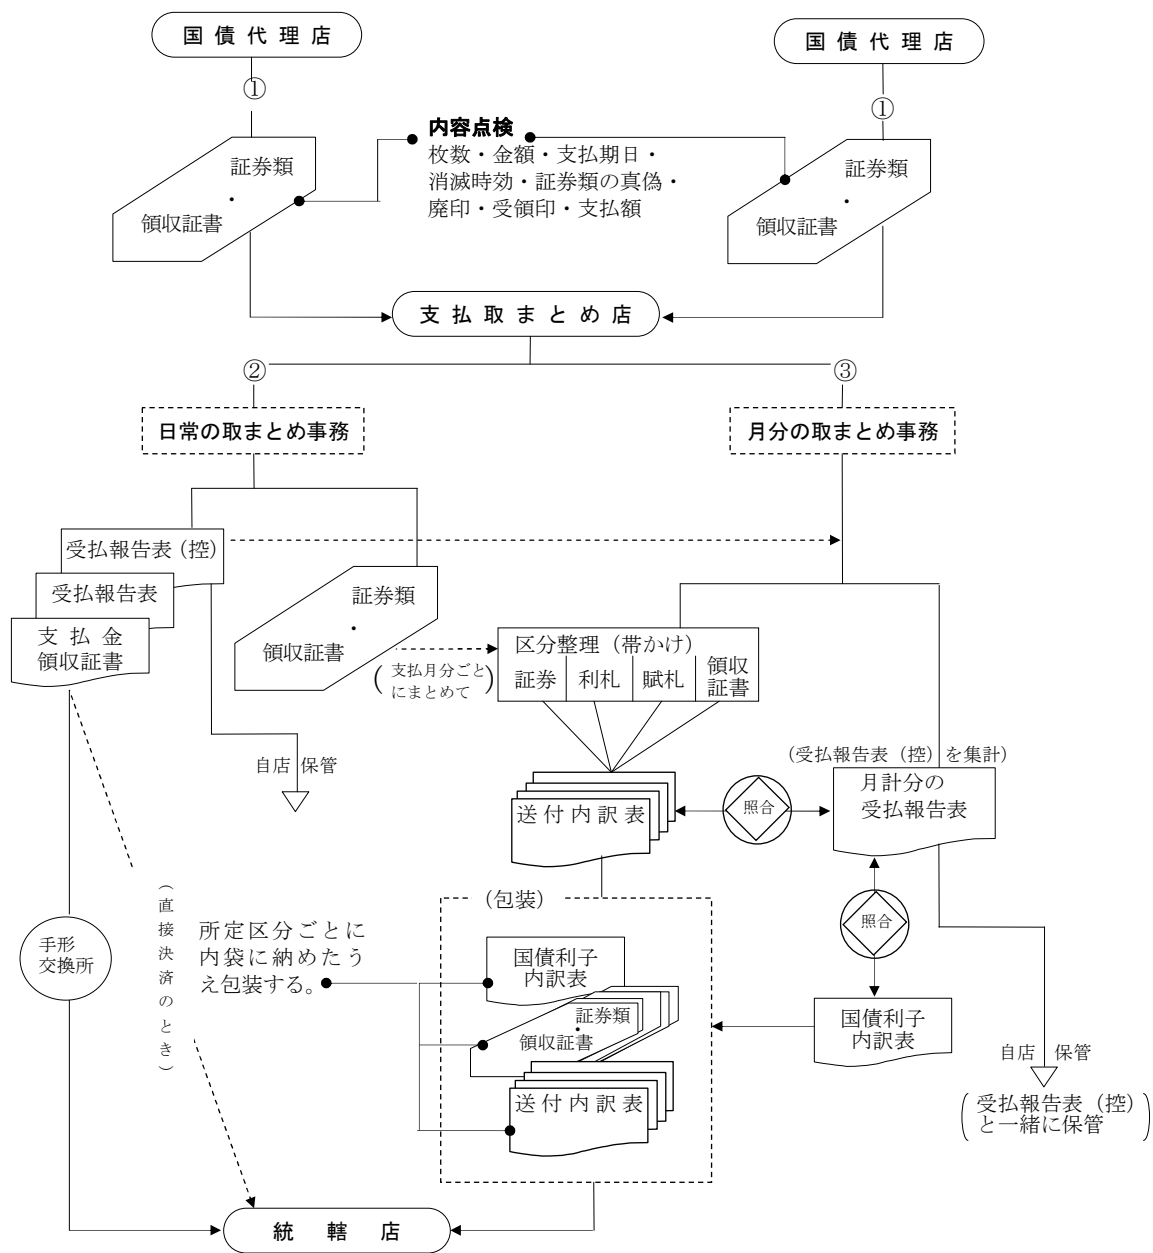 国債代理店
国債代理店
①
①
内容点検
枚数・金額・支払期日・
消滅時効・証券類の真偽・
廃印・受領印・支払額
証券類
・
領収証書
証券類
・
領収証書
支払取まとめ店
②
③
日常の取まとめ事務
月分の取まとめ事務
受払報告表(控)
受払報告表
支払金
領収証書
証券類
・
領収証書
(支払月分ごと
にまとめて)
区分整理(帯かけ)
証券
利札
賦札
領収
証書
自店 保管
(受払報告表(控)を集計)
月計分の
受払報告表
照合
送付内訳表
照合
(包装)
(直接決済のとき)
所定区分ごとに
内袋に納めたう
え包装する。
手形
交換所
国債利子
内訳表
証券類
・
領収証書
送付内訳表
国債利子
内訳表
自店 保管
(受払報告表(控)
と一緒に保管)
統轄店